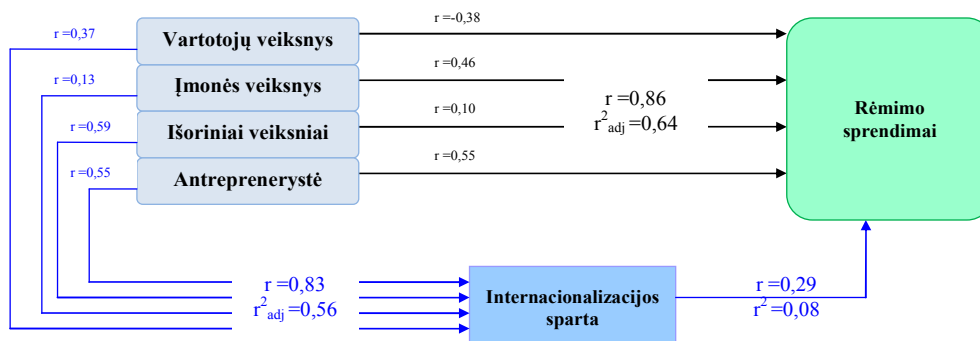 r =0,37
Vartotojų veiksnys
r =-0,38
r =0,13
Įmonės veiksnys
r =0,46
r =0,59
Išoriniai veiksniai
r =0,10
r =0,55
Antreprenerystė
r =0,55
r =0,86
r²adj =0,64
Rėmimo
sprendimai
r =0,83
r²adj =0,56
Internacionalizacijos
sparta
r =0,29
r² =0,08